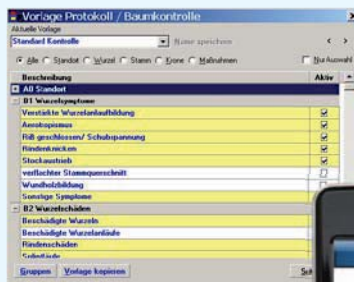 Vorlage Protokoll / Baumkontrolle
Aktuelle Vorlage
Standard Kontrolle Name speichern < >
Alle Standort Wurzel Stamm Krone Maßnahmen Nur Auswahl
Beschreibung Aktiv
A0 Standort
B1 Wurzelsymptome
Verstärkte Wurzelanlaufbildung
Aerotropismus
Riß geschlossen/ Schubspannung
Rindenknicken
Stockaustrieb
verflachter Stammquerschnitt
Wundholzbildung
Sonstige Symptome
B2 Wurzelschäden
Beschädigte Wurzeln
Beschädigte Wurzelanläufe
Rindenschäden
Gruppen Vorlage kopieren